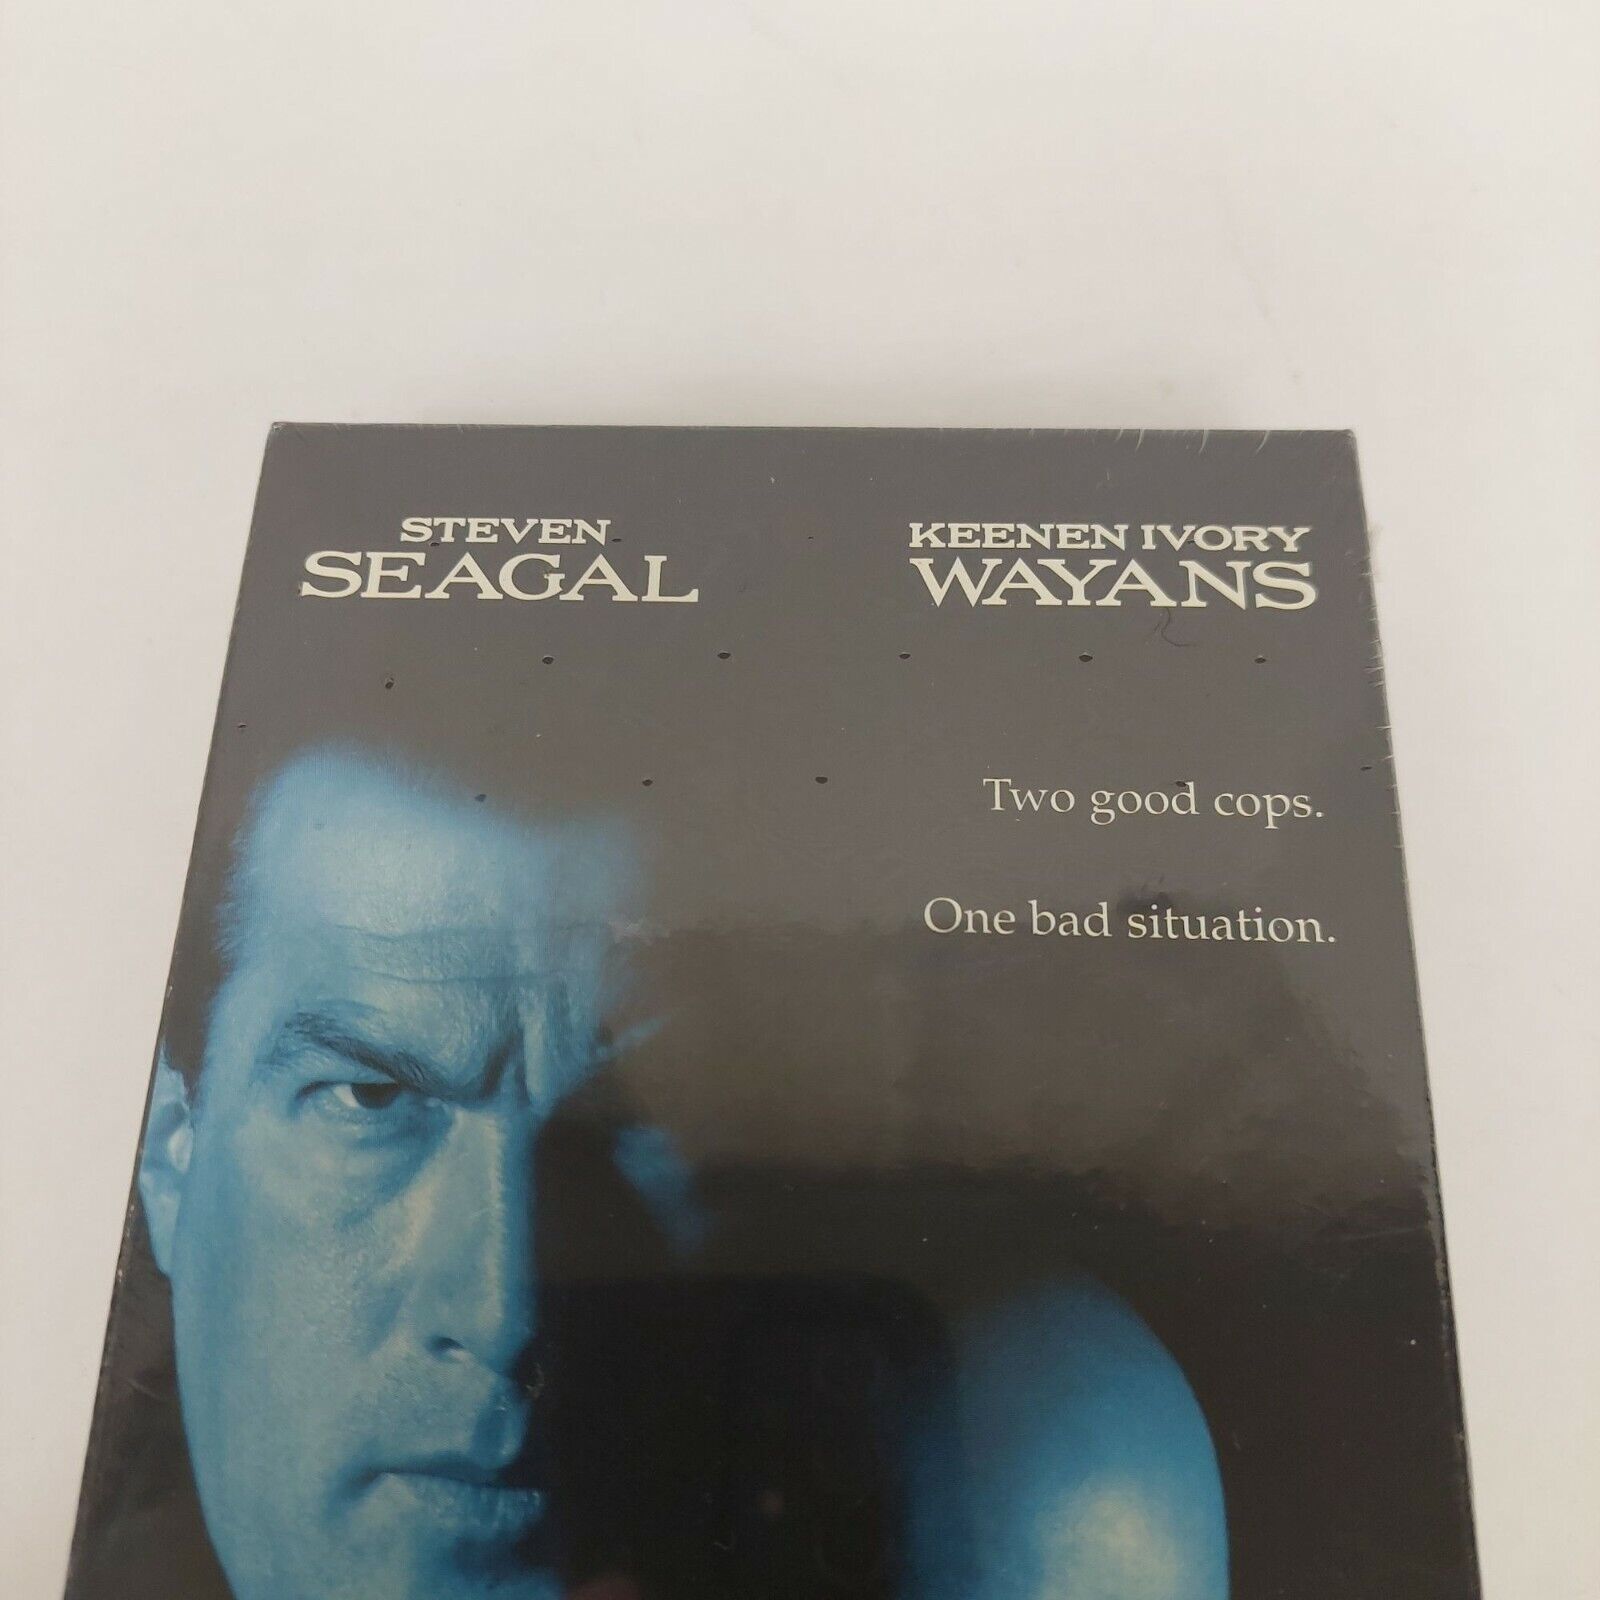 STEVEN
SEAGAL
KEENEN IVORY
WAYANS
Two good cops.
One bad situation.